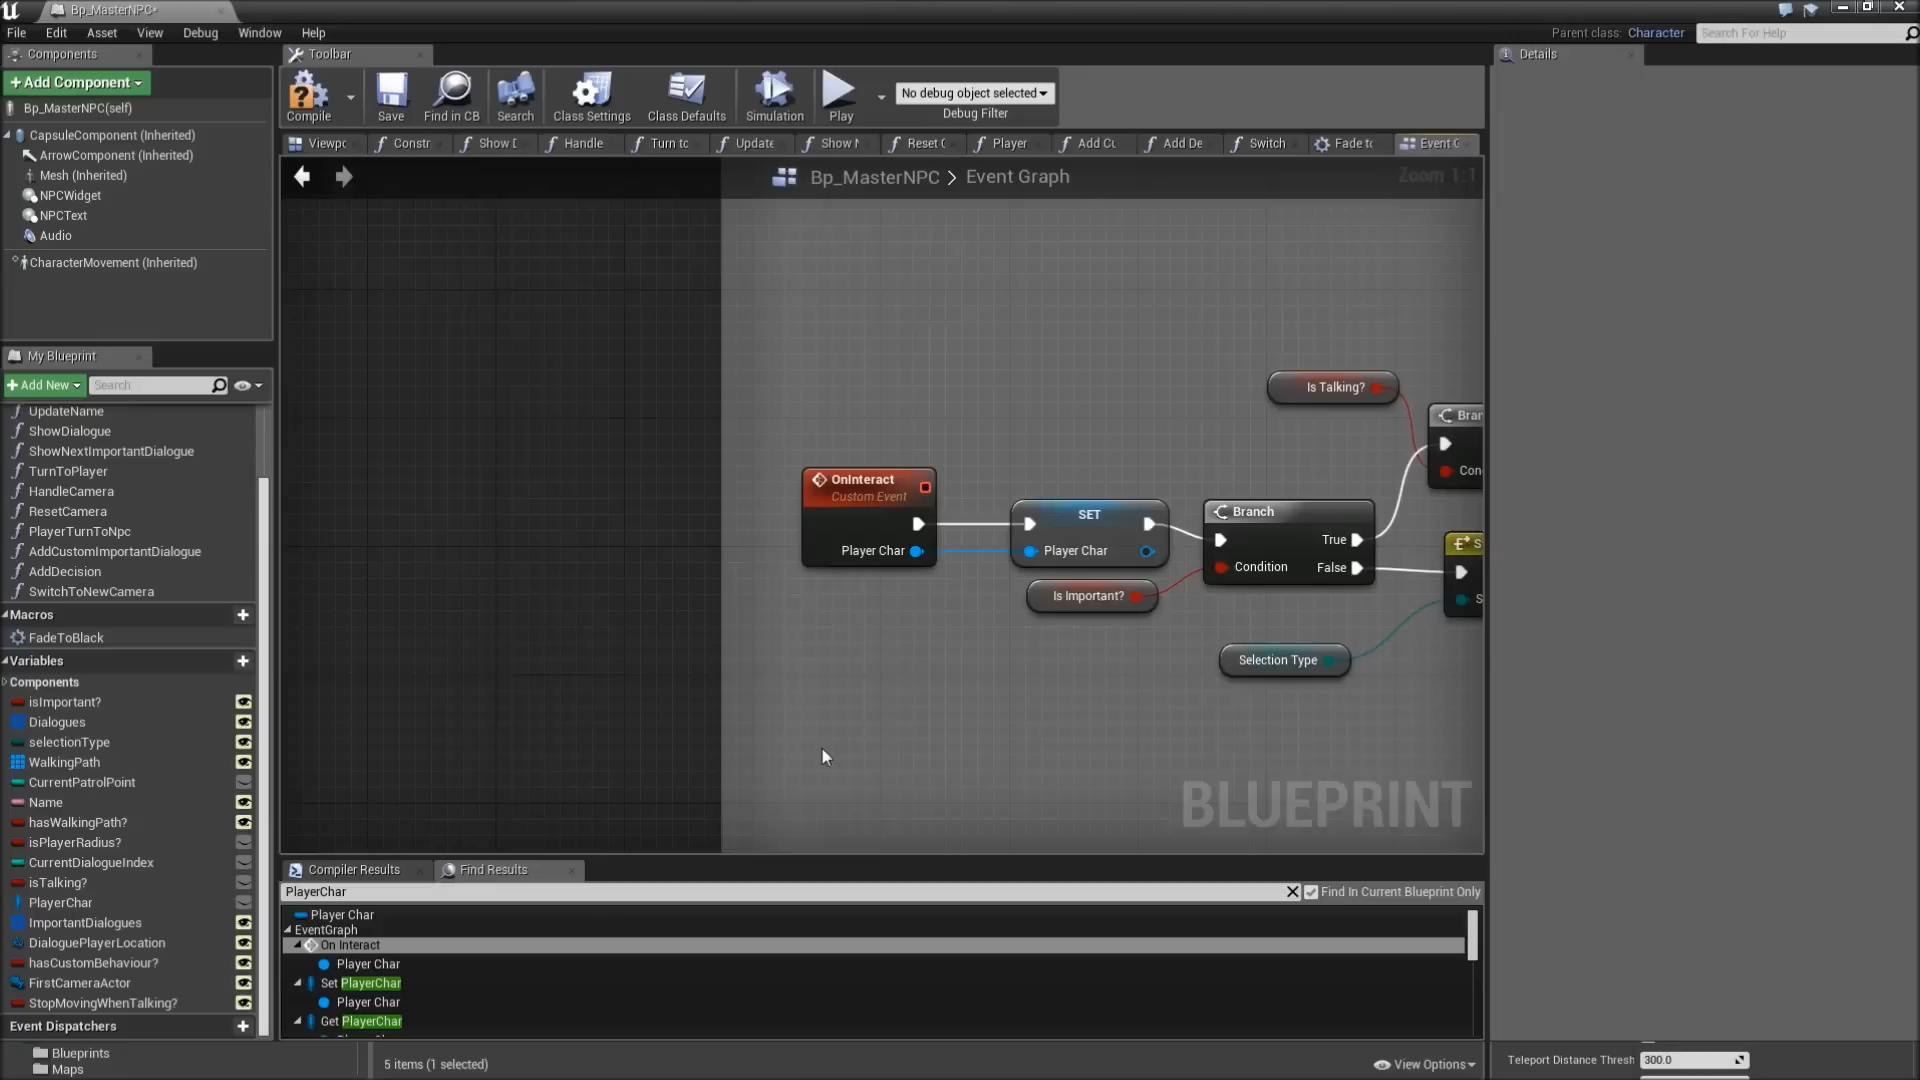 Bp_MasterNPC*
File Edit Asset View Debug Window Help
Parent class: Character
Search For Help
Components
Toolbar
Details
+Add Component
Bp_MasterNPC(self)
CapsuleComponent (Inherited)
ArrowComponent (Inherited)
Mesh (Inherited)
NPCWidget
NPCText
Audio
CharacterMovement (Inherited)
Compile
Save
Find in CB
Search
Class Settings
Class Defaults
Simulation
Play
No debug object selected
Debug Filter
Viewpo
Constr
Show D
Handle
Turn to
Update
Show N
Reset C
Player
Add Cu
Add De
Switch
Fade to
Event G
Bp_MasterNPC > Event Graph
Zoom 1:1
My Blueprint
+Add New
Search
UpdateName
ShowDialogue
ShowNextImportantDialogue
TurnToPlayer
HandleCamera
ResetCamera
PlayerTurnToNpc
AddCustomImportantDialogue
AddDecision
SwitchToNewCamera
Macros
FadeToBlack
Variables
Components
isImportant?
Dialogues
selectionType
WalkingPath
CurrentPatrolPoint
Name
hasWalkingPath?
isPlayerRadius?
CurrentDialogueIndex
isTalking?
PlayerChar
ImportantDialogues
DialoguePlayerLocation
hasCustomBehaviour?
FirstCameraActor
StopMovingWhenTalking?
Event Dispatchers
Blueprints
Maps
Is Talking?
Bran
Con
OnInteract
Custom Event
Player Char
SET
Player Char
Is Important?
Branch
True
Condition
False
S
S
Selection Type
BLUEPRINT
Compiler Results
Find Results
PlayerChar
Find In Current Blueprint Only
Player Char
EventGraph
On Interact
Player Char
Set PlayerChar
Player Char
Get PlayerChar
5 items (1 selected)
View Options
Teleport Distance Thresh 300.0